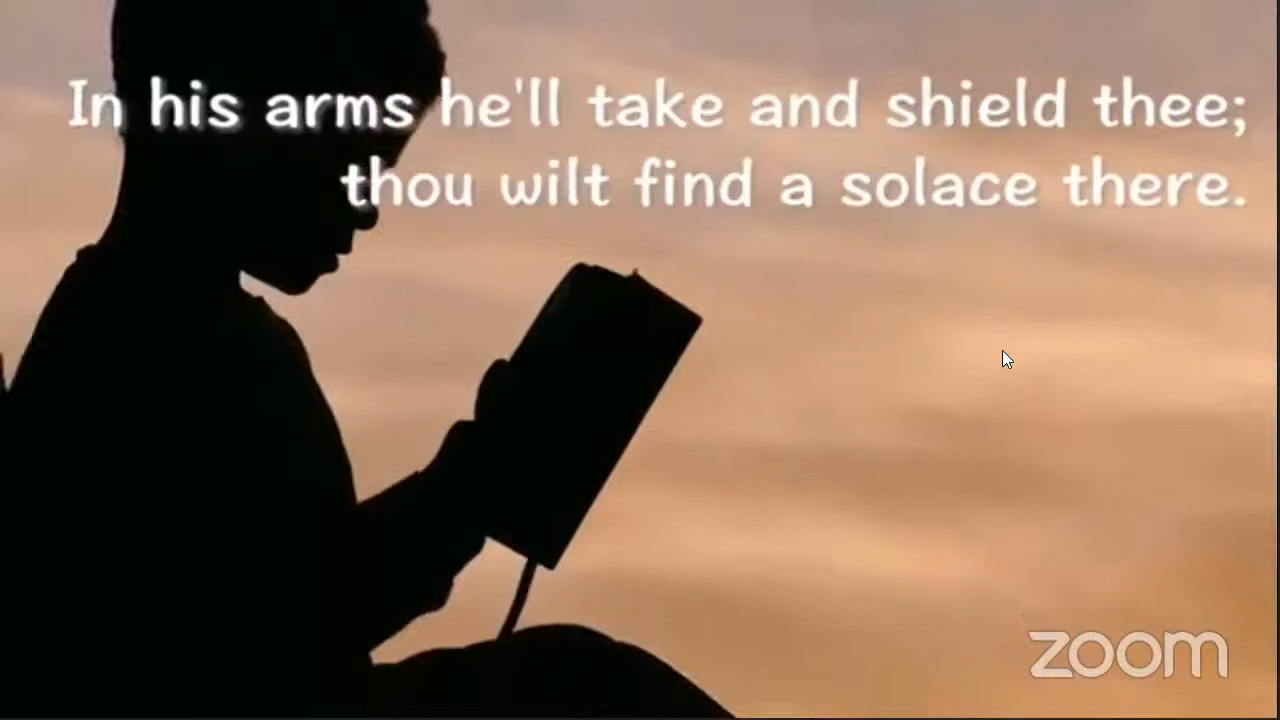 In his arms he'll take and shield thee;
thou wilt find a solace there.
zoom